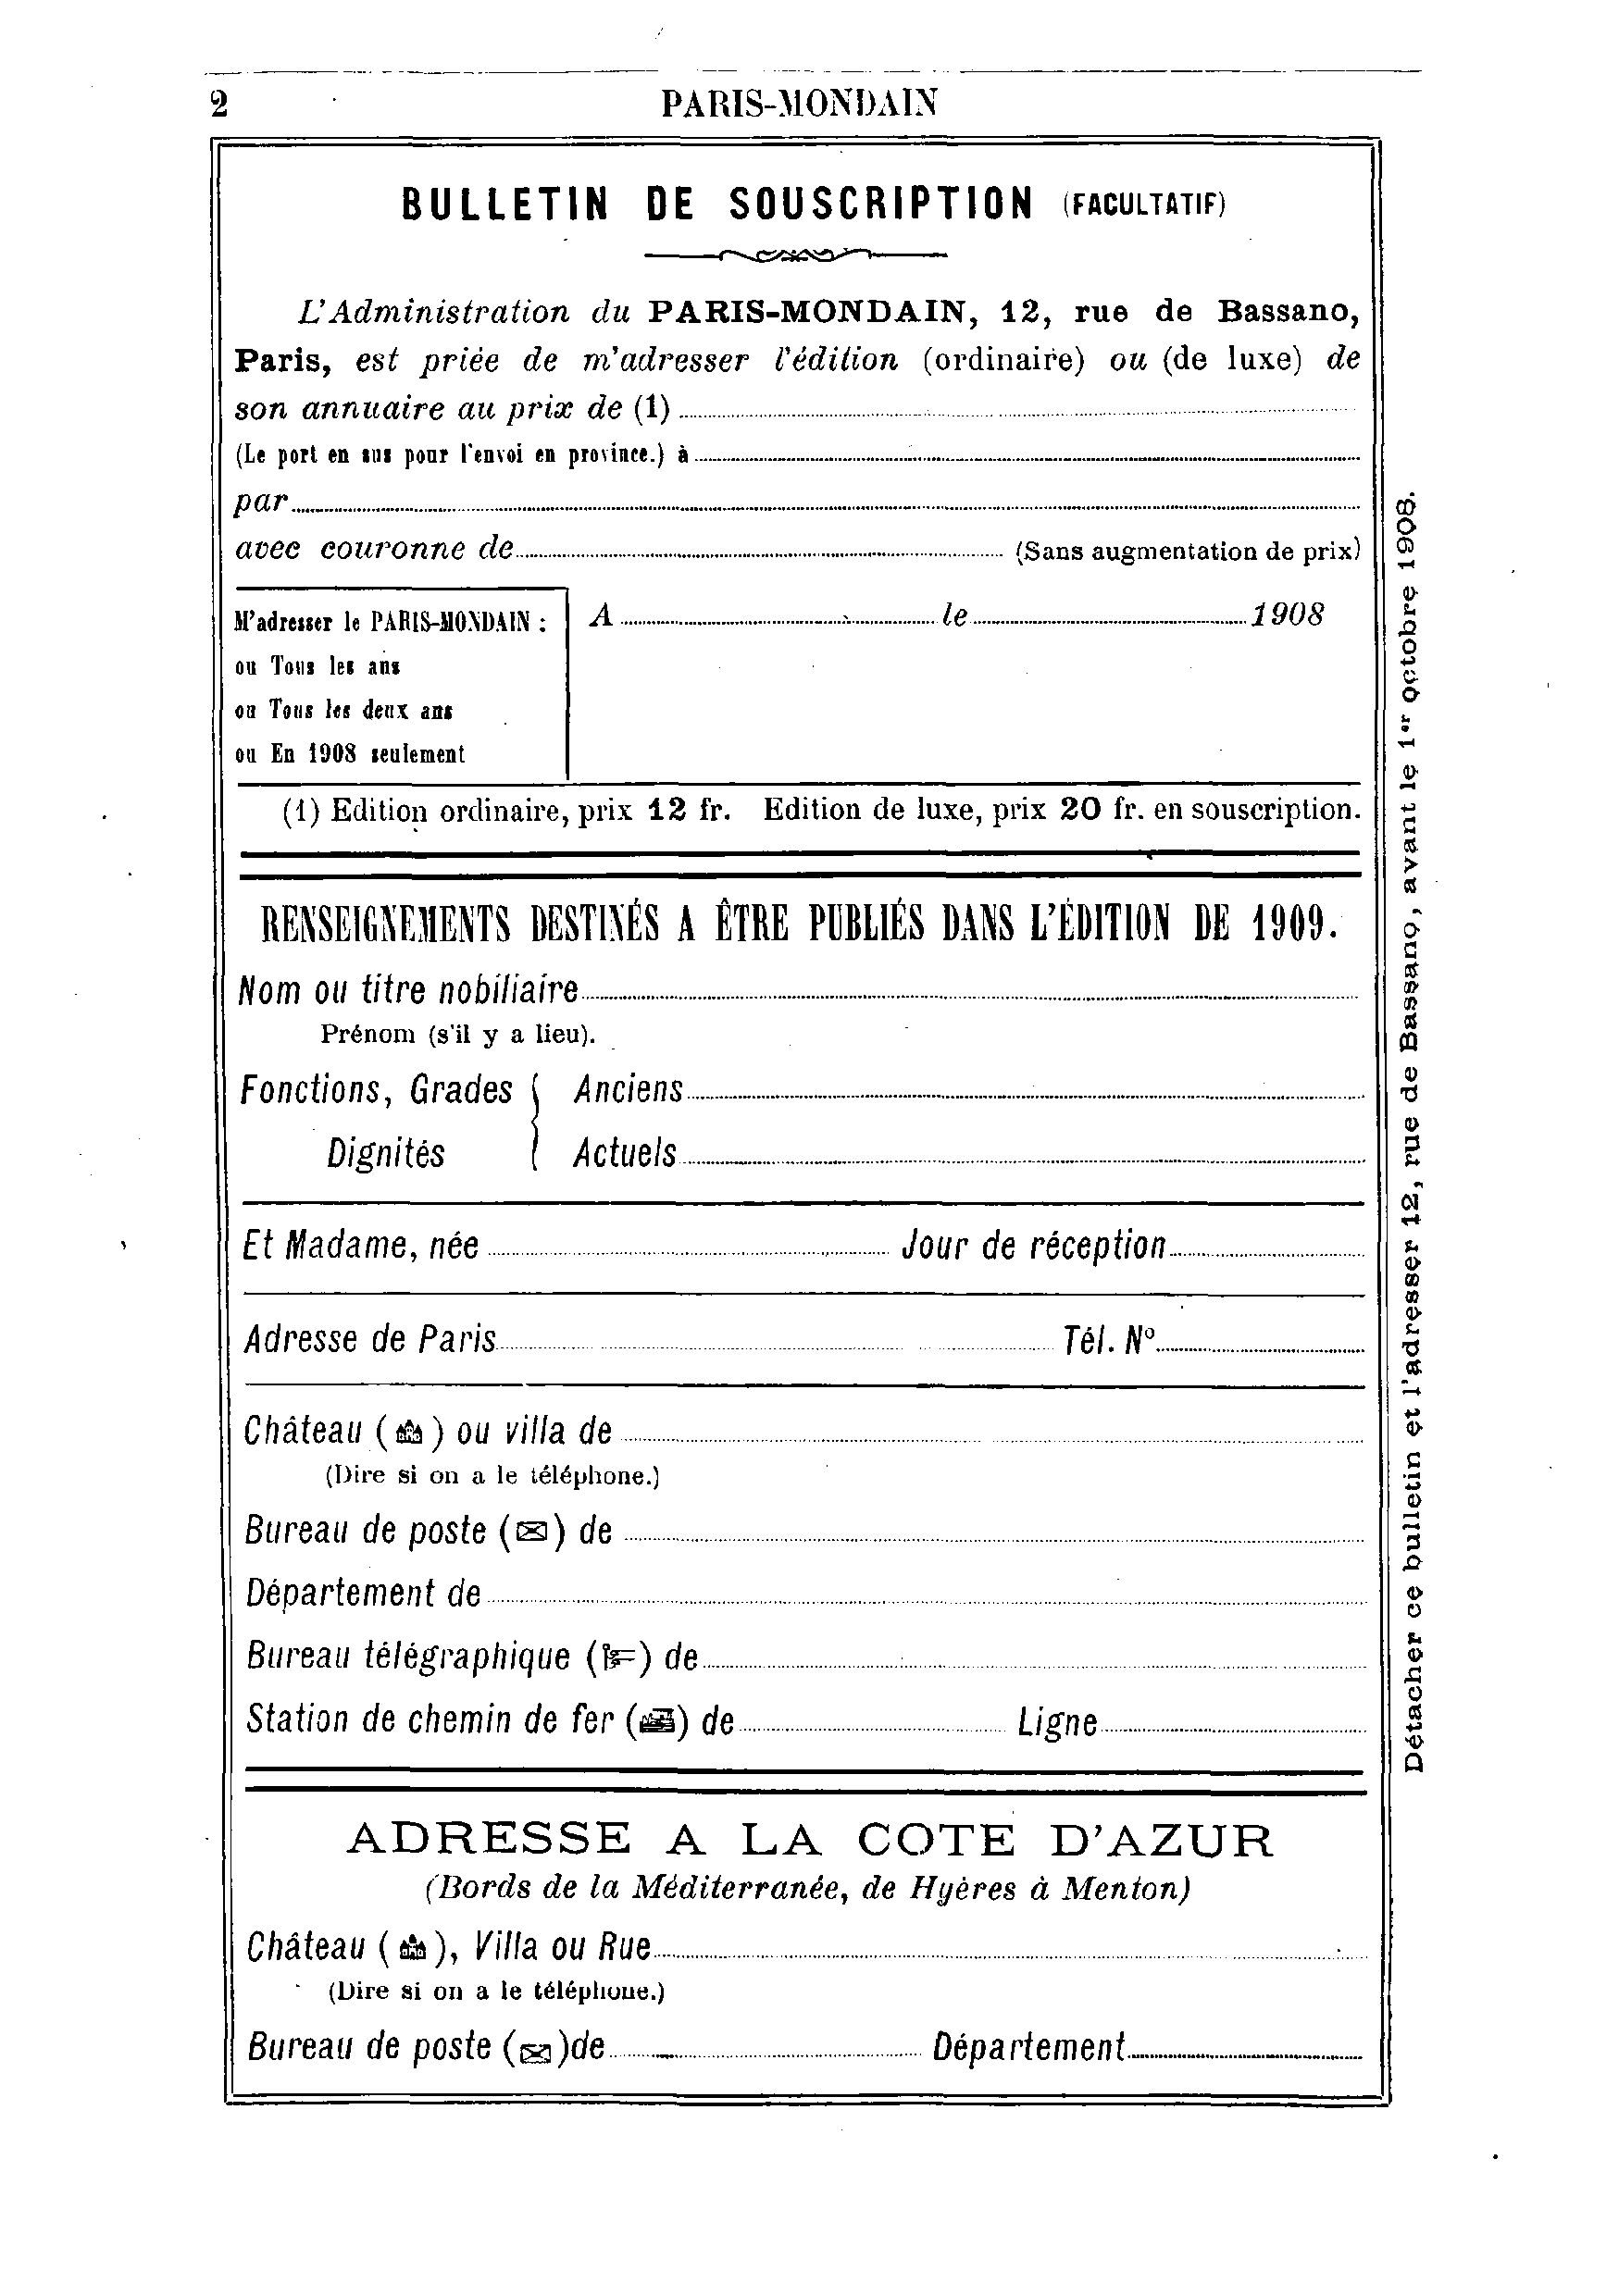 2
PARIS-MONDAIN
BULLETIN DE SOUSCRIPTION (FACULTATIF)
L'Administration du PARIS-MONDAIN, 12, rue de Bassano,
Paris, est priée de m'adresser l'édition (ordinaire) ou (de luxe) de
son annuaire au prix de (1)
(Le port en sus pour l'envoi en province.) à
par
avec couronne de (Sans augmentation de prix)
M'adresser le PARIS-MONDAIN :
ou Tous les ans
ou Tous les deux ans
ou En 1908 seulement
A le 1908
(1) Edition ordinaire, prix 12 fr. Edition de luxe, prix 20 fr. en souscription.
RENSEIGNEMENTS DESTINÉS A ÊTRE PUBLIÉS DANS L'ÉDITION DE 1909.
Nom ou titre nobiliaire
Prénom (s'il y a lieu).
Fonctions, Grades { Anciens
Dignités { Actuels
Et Madame, née Jour de réception
Adresse de Paris Tél. N°
Château ( ) ou villa de
(Dire si on a le téléphone.)
Bureau de poste (✉) de
Département de
Bureau télégraphique ( ) de
Station de chemin de fer ( ) de Ligne
ADRESSE A LA COTE D'AZUR
(Bords de la Méditerranée, de Hyères à Menton)
Château ( ), Villa ou Rue
(Dire si on a le téléphone.)
Bureau de poste (✉)de Département
Détacher ce bulletin et l'adresser 12, rue de Bassano, avant le 1er octobre 1908.